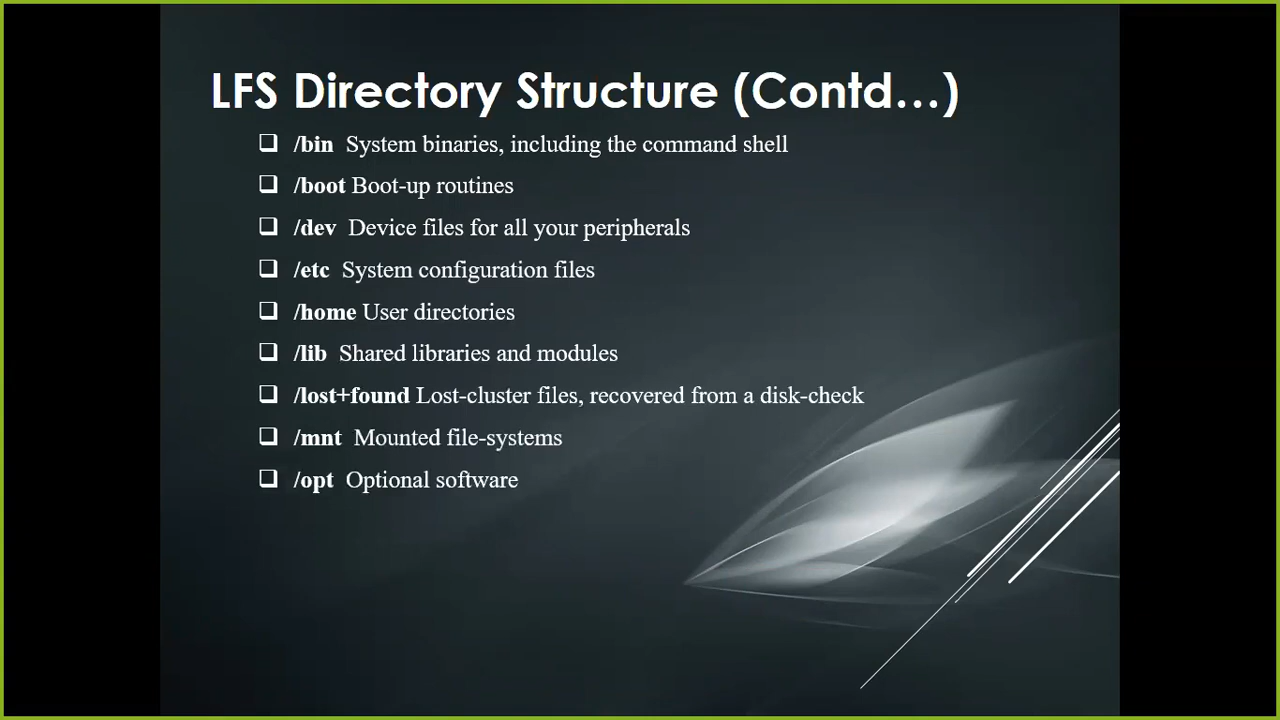 LFS Directory Structure (Contd...)
❑ /bin System binaries, including the command shell
❑ /boot Boot-up routines
❑ /dev Device files for all your peripherals
❑ /etc System configuration files
❑ /home User directories
❑ /lib Shared libraries and modules
❑ /lost+found Lost-cluster files, recovered from a disk-check
❑ /mnt Mounted file-systems
❑ /opt Optional software